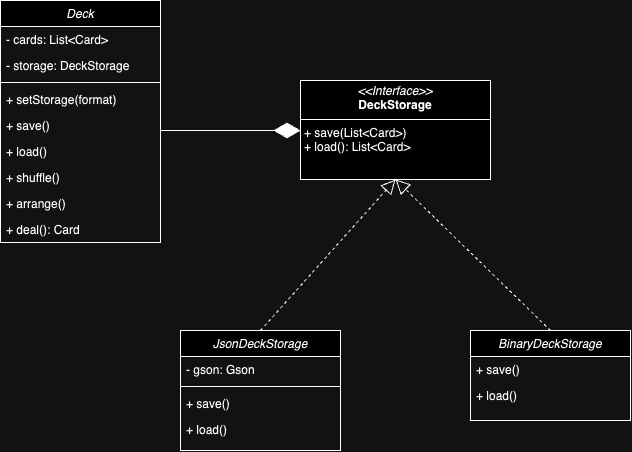 Deck
- cards: List<Card>
- storage: DeckStorage
+ setStorage(format)
+ save()
+ load()
+ shuffle()
+ arrange()
+ deal(): Card
<<Interface>>
DeckStorage
+ save(List<Card>)
+ load(): List<Card>
JsonDeckStorage
- gson: Gson
+ save()
+ load()
BinaryDeckStorage
+ save()
+ load()